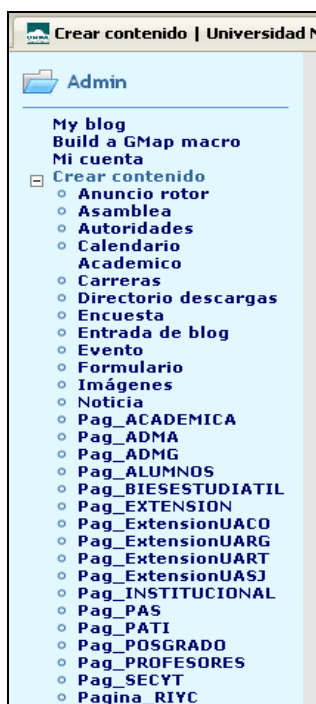 Crear contenido | Universidad N
Admin
My blog
Build a GMap macro
Mi cuenta
Crear contenido
Anuncio rotor
Asamblea
Autoridades
Calendario
Academico
Carreras
Directorio descargas
Encuesta
Entrada de blog
Evento
Formulario
Imágenes
Noticia
Pag_ACADEMICA
Pag_ADMA
Pag_ADMG
Pag_ALUMNOS
Pag_BIESESTUDIATIL
Pag_EXTENSION
Pag_ExtensionUACO
Pag_ExtensionUARG
Pag_ExtensionUART
Pag_ExtensionUASJ
Pag_INSTITUCIONAL
Pag_PAS
Pag_PATI
Pag_POSGRADO
Pag_PROFESORES
Pag_SECYT
Pagina_RIYC